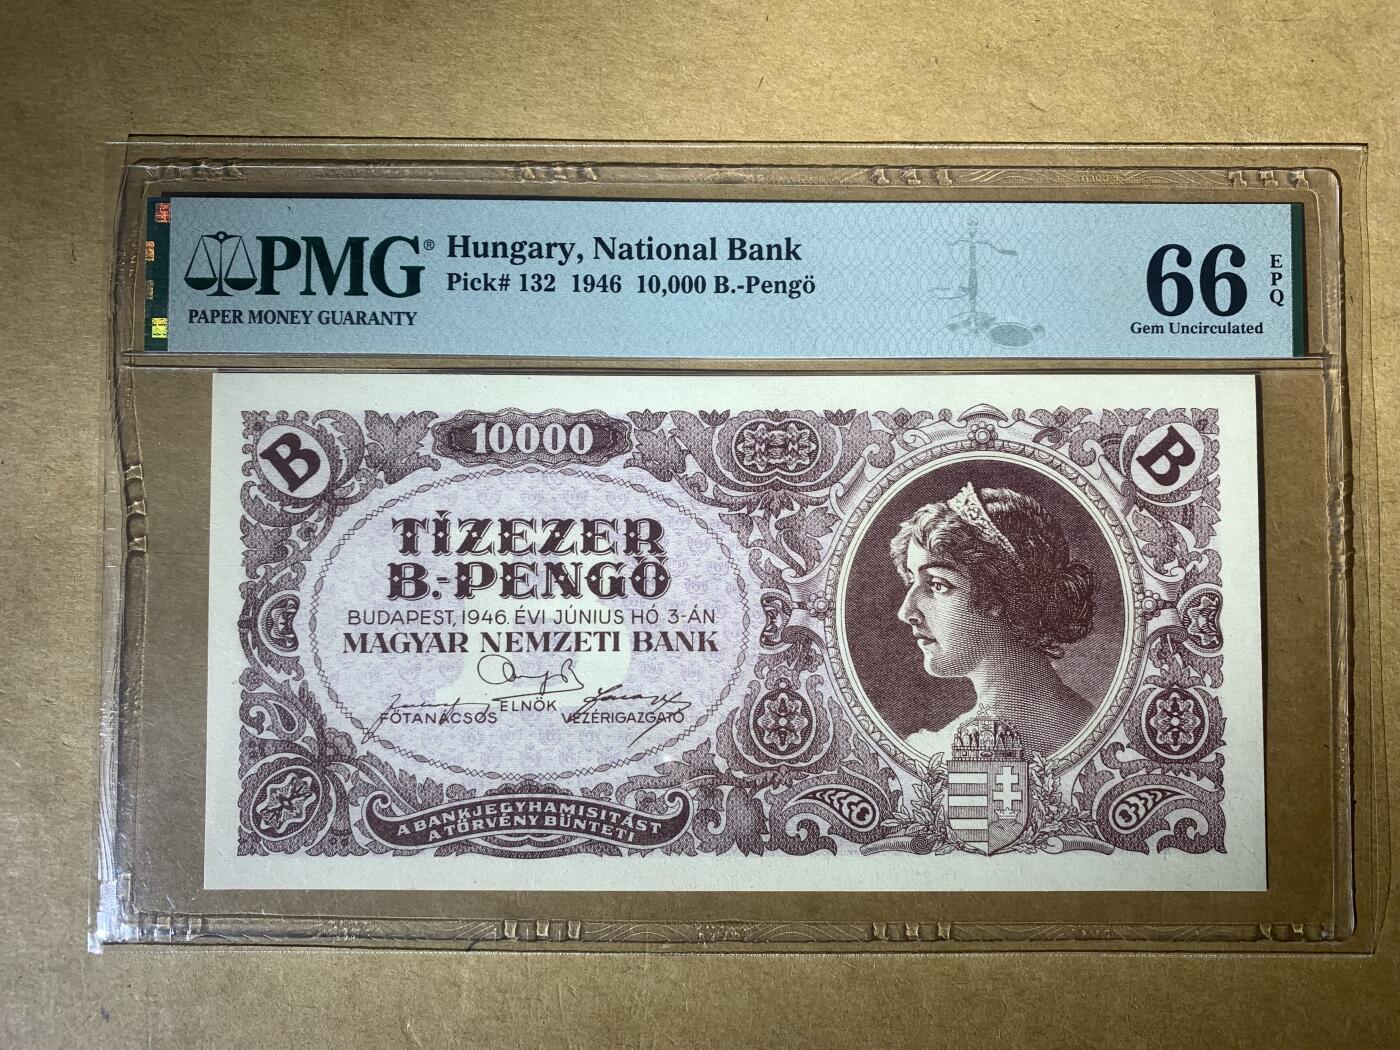 PMG®
PAPER MONEY GUARANTY
Hungary, National Bank
Pick# 132 1946 10,000 B.-Pengö
66 EPQ
Gem Uncirculated
B
10000
B
TÍZEZER
B.-PENGŐ
BUDAPEST, 1946. ÉVI JÚNIUS HÓ 3-ÁN
MAGYAR NEMZETI BANK
ELNÖK
FŐTANÁCSOS VEZÉRIGAZGATÓ
A BANKJEGYHAMISITÁST
A TÖRVÉNY BÜNTETI